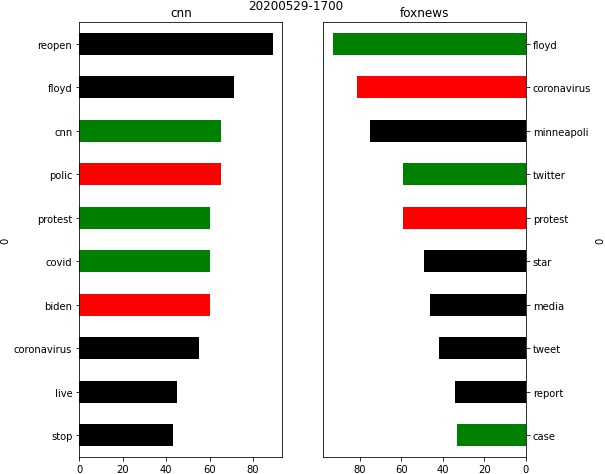 20200529-1700
cnn
foxnews
reopen
floyd
cnn
polic
protest
covid
biden
coronavirus
live
stop
0
0 20 40 60 80
floyd
coronavirus
minneapoli
twitter
protest
star
media
tweet
report
case
0
80 60 40 20 0